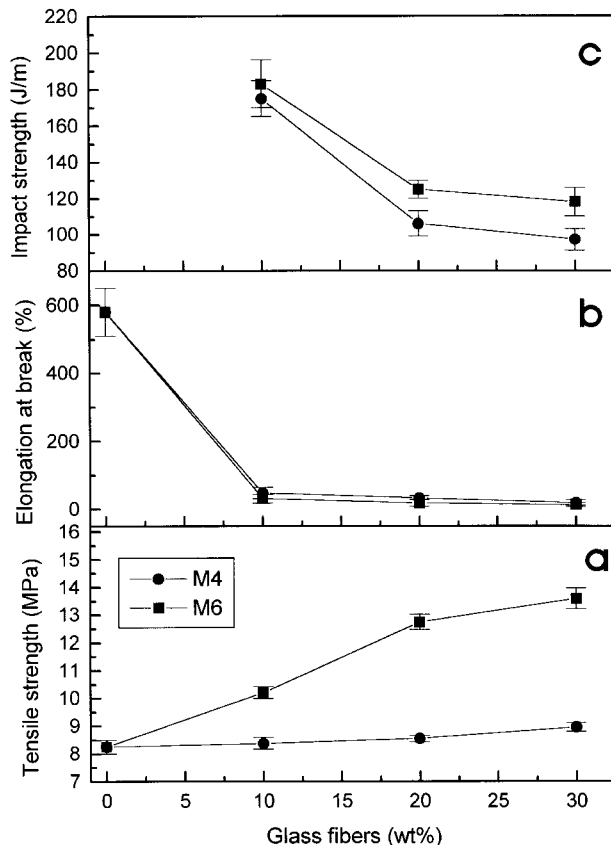 220
200
180
160
140
120
100
80
Impact strength (J/m)
c
600
400
200
0
Elongation at break (%)
b
16
15
14
13
12
11
10
9
8
7
Tensile strength (MPa)
a
M4
M6
0 5 10 15 20 25 30
Glass fibers (wt%)